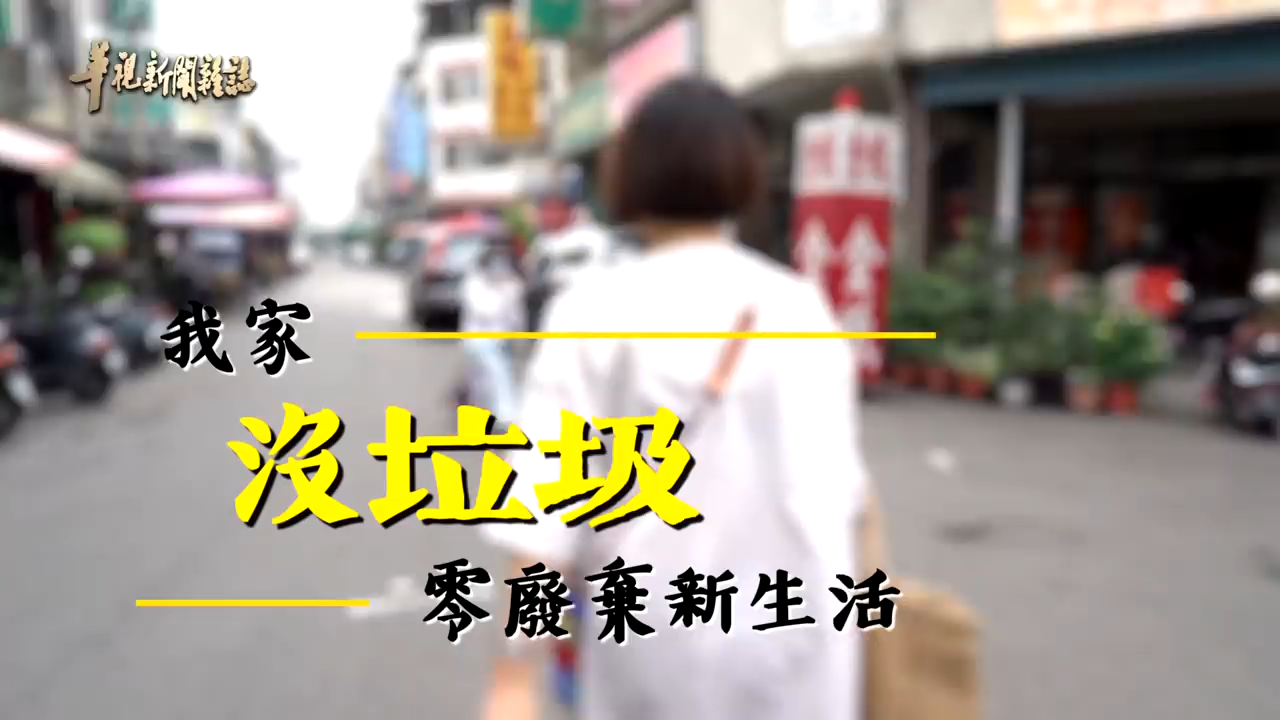 華視新聞雜誌
我家
沒垃圾
零廢棄新生活